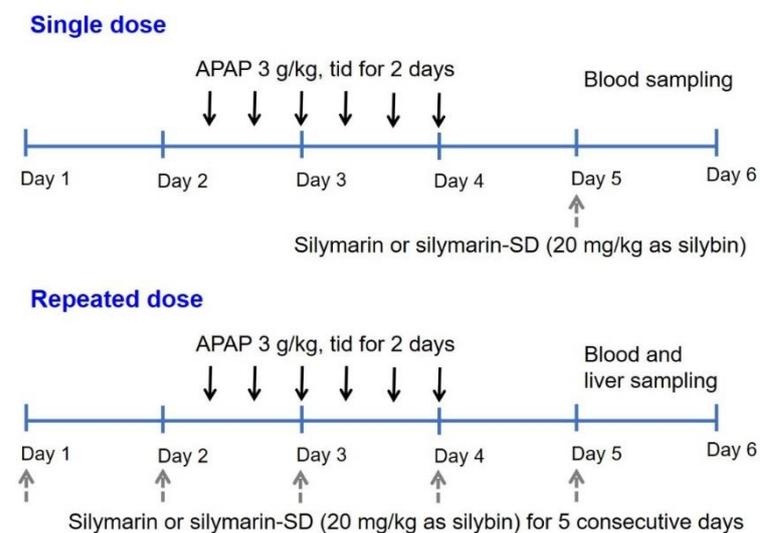 Single dose
APAP 3 g/kg, tid for 2 days
Blood sampling
Day 1
Day 2
Day 3
Day 4
Day 5
Day 6
Silymarin or silymarin-SD (20 mg/kg as silybin)
Repeated dose
APAP 3 g/kg, tid for 2 days
Blood and
liver sampling
Day 1
Day 2
Day 3
Day 4
Day 5
Day 6
Silymarin or silymarin-SD (20 mg/kg as silybin) for 5 consecutive days